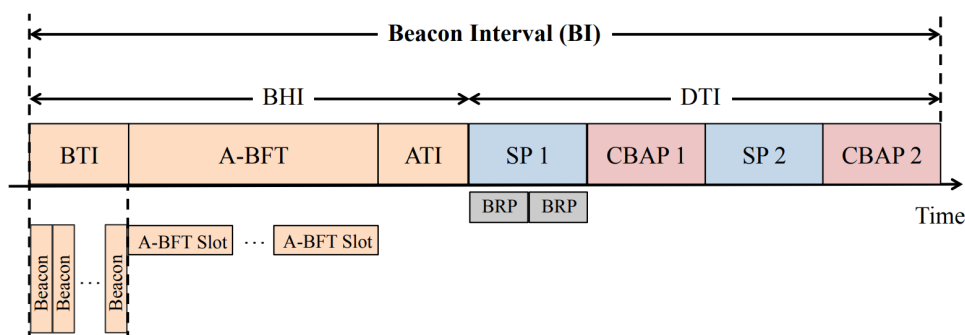 Beacon Interval (BI)
BHI DTI
BTI A-BFT ATI SP 1 CBAP 1 SP 2 CBAP 2
BRP BRP
Time
A-BFT Slot ... A-BFT Slot
Beacon Beacon ... Beacon